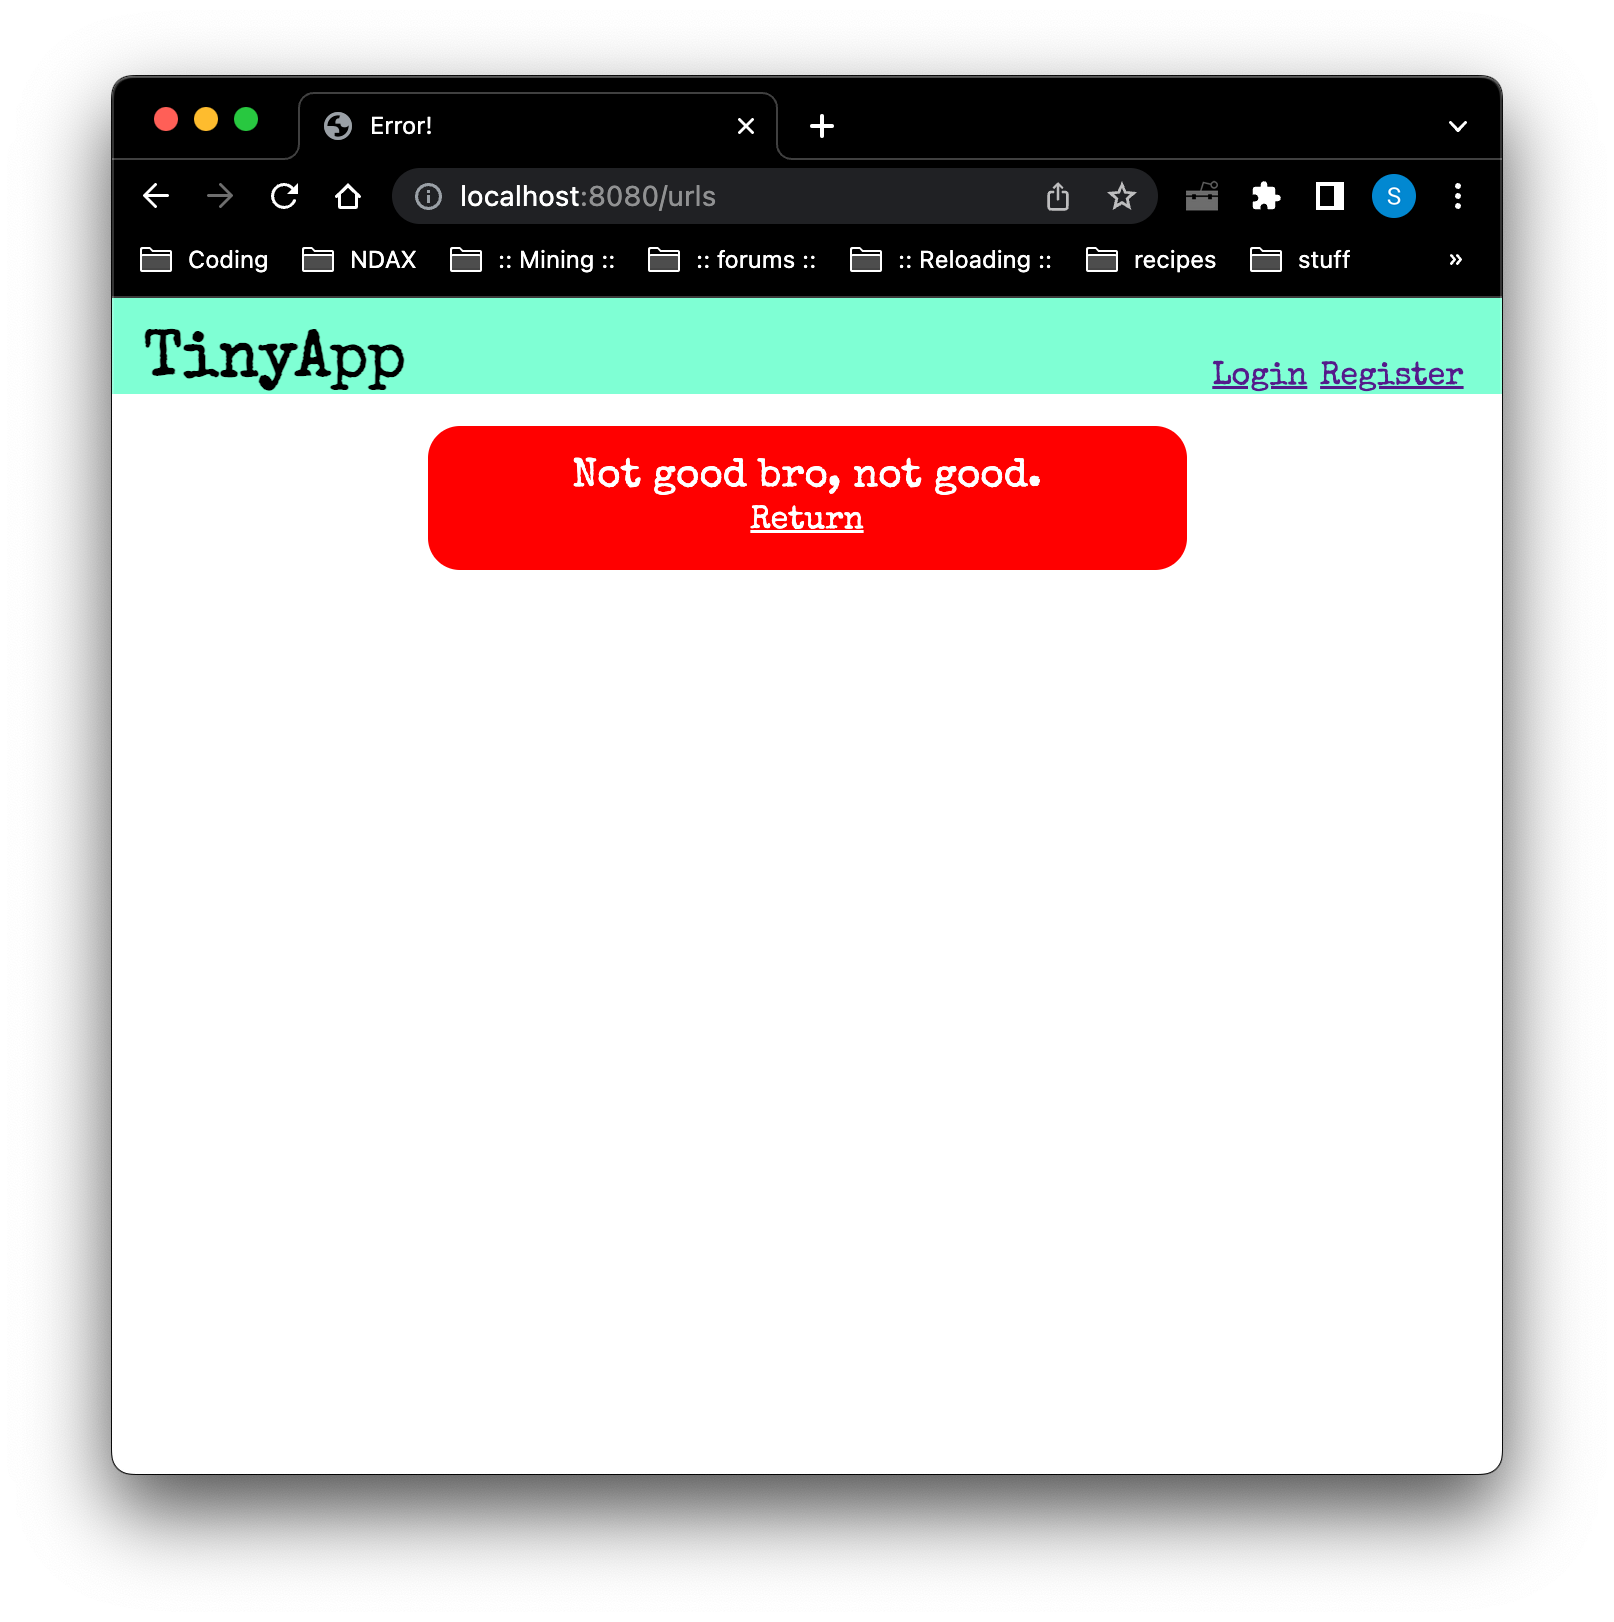 Error!
localhost:8080/urls
S
Coding NDAX :: Mining :: :: forums :: :: Reloading :: recipes stuff »
TinyApp
Login Register
Not good bro, not good.
Return